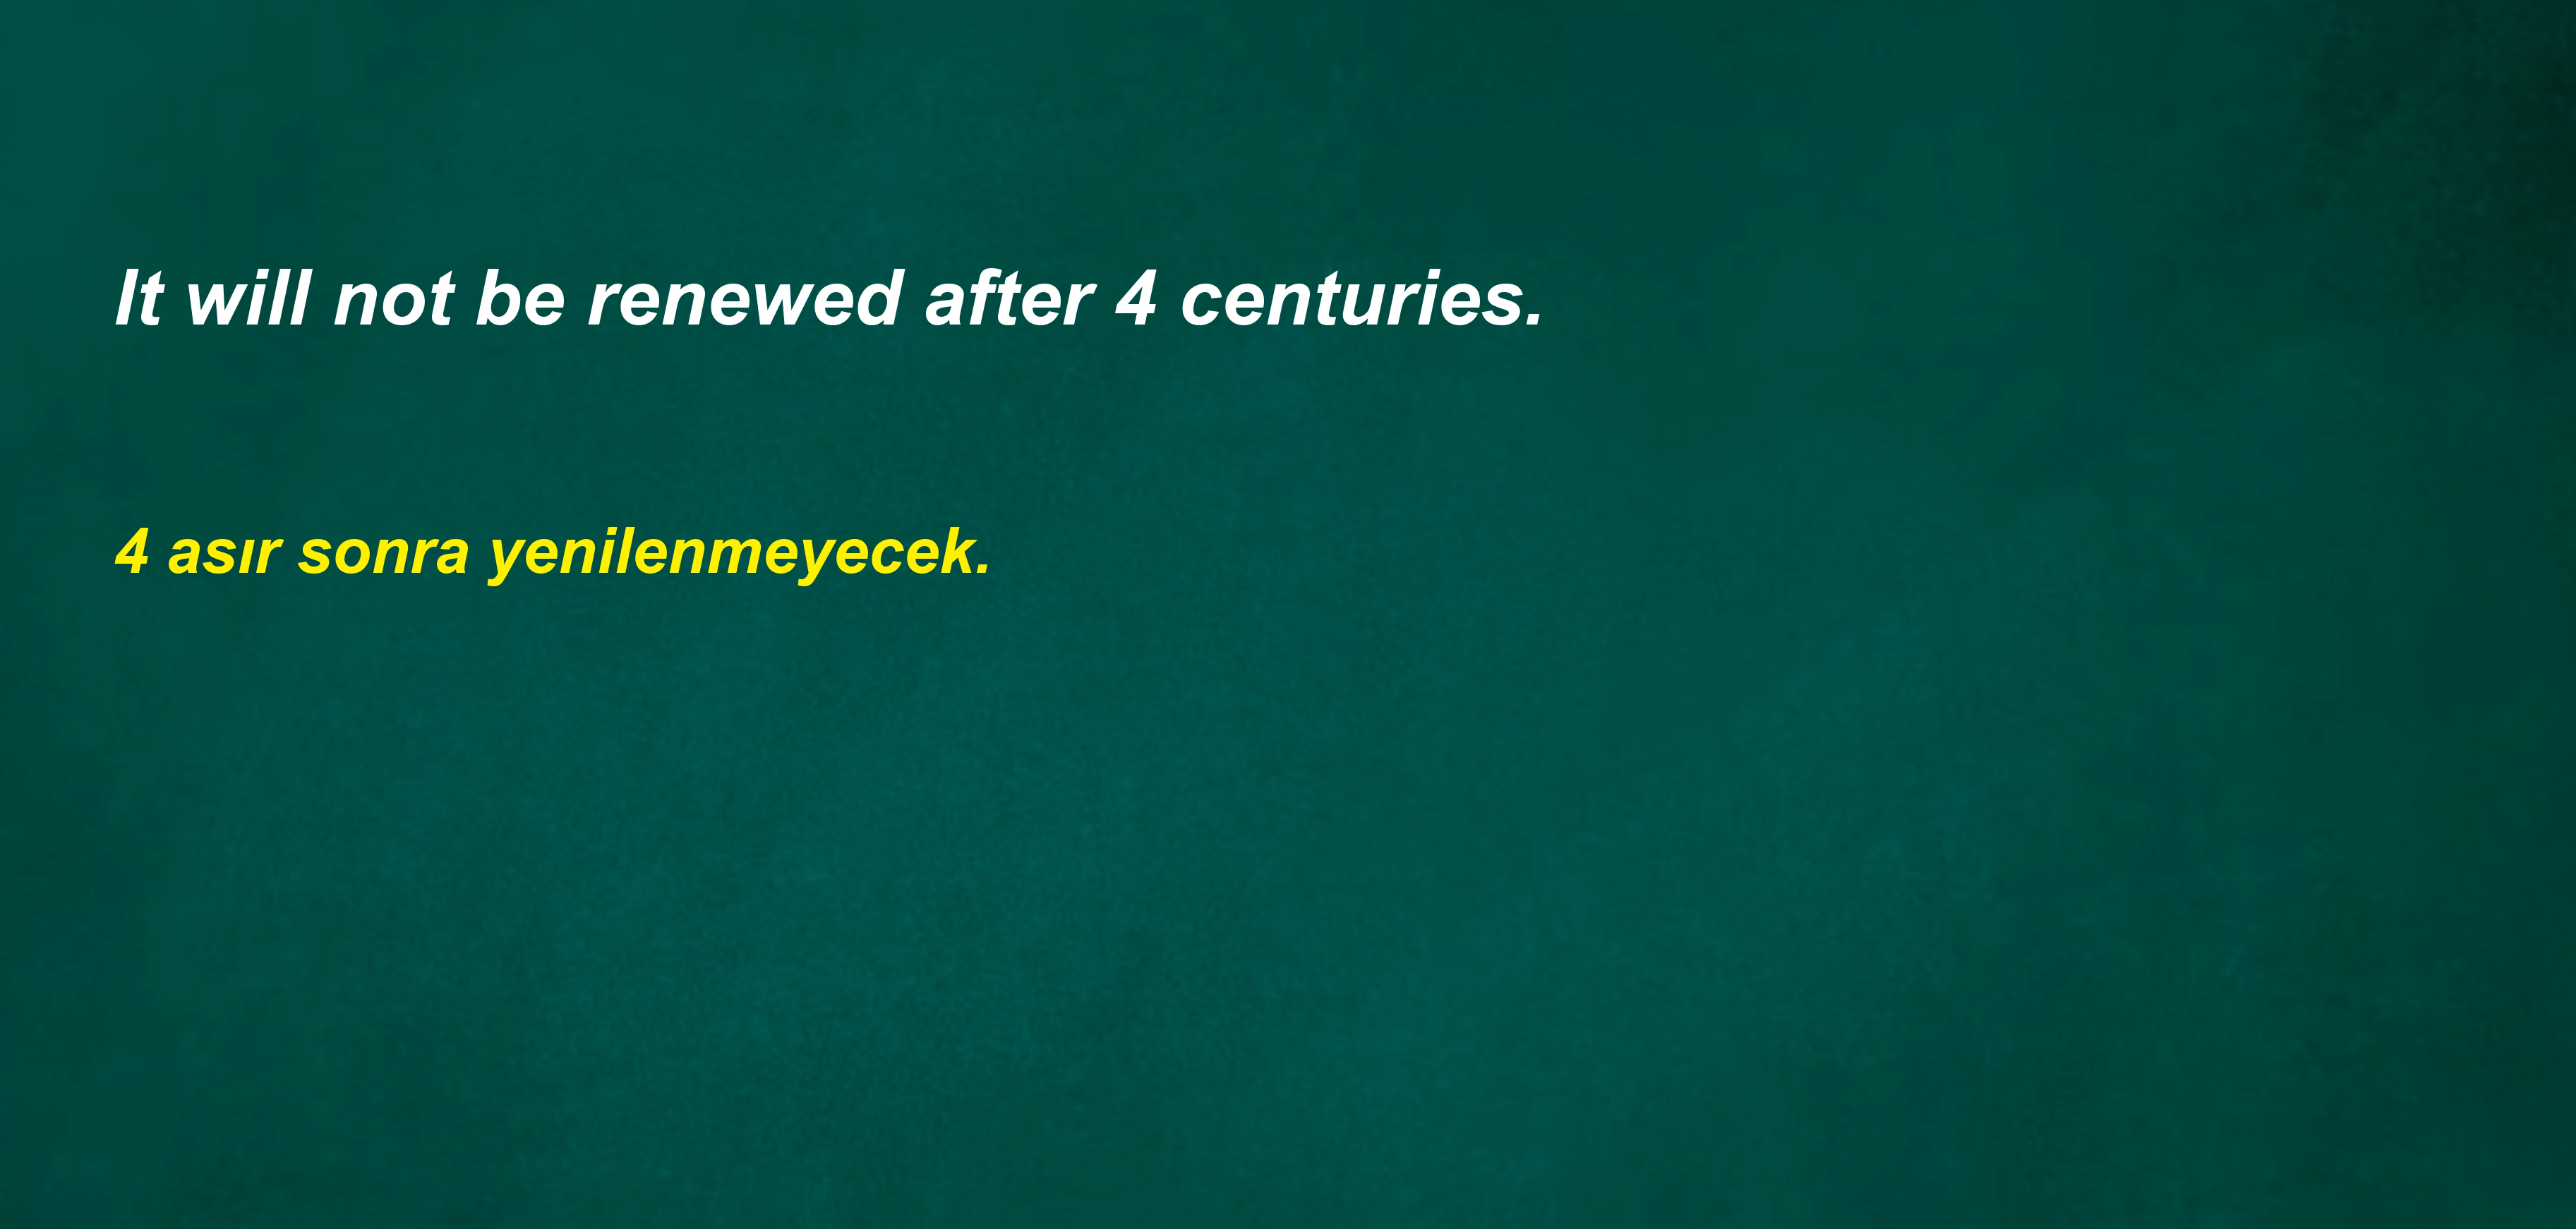 It will not be renewed after 4 centuries.
4 asır sonra yenilenmeyecek.